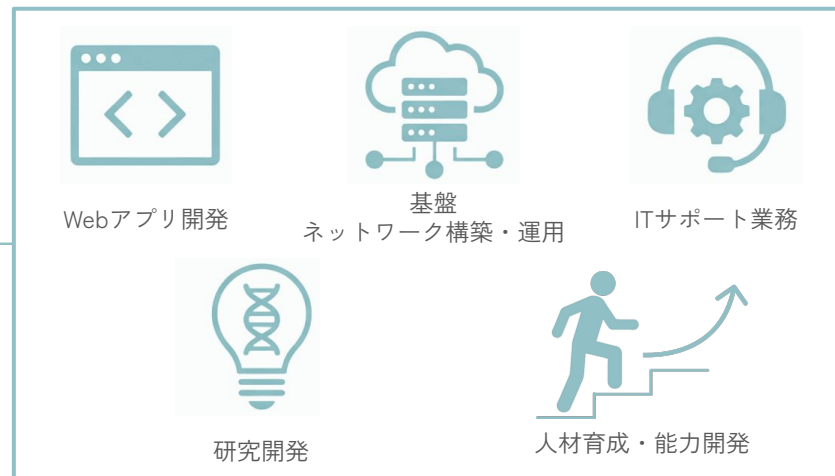 Webアプリ開発
基盤
ネットワーク構築・運用
ITサポート業務
研究開発
人材育成・能力開発